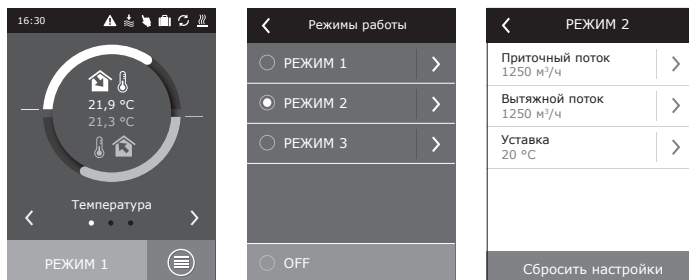 16:30
21,9 °C
21,3 °C
Температура
РЕЖИМ 1
Режимы работы
РЕЖИМ 1
РЕЖИМ 2
РЕЖИМ 3
OFF
РЕЖИМ 2
Приточный поток
1250 м³/ч
Вытяжной поток
1250 м³/ч
Уставка
20 °C
Сбросить настройки